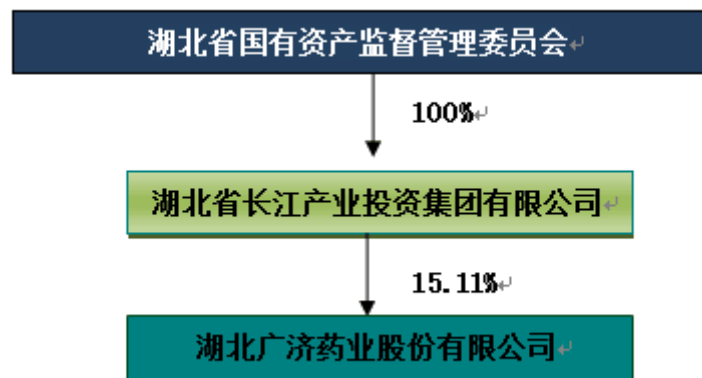 湖北省国有资产监督管理委员会
100%
湖北省长江产业投资集团有限公司
15.11%
湖北广济药业股份有限公司